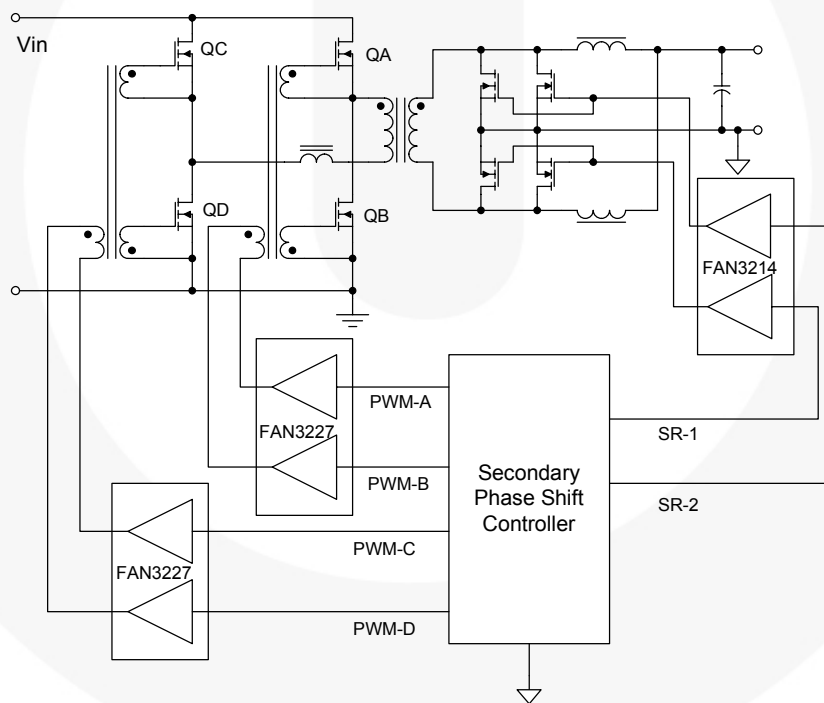 Vin
QC
QA
QD
QB
FAN3214
PWM-A
FAN3227
PWM-B
SR-1
Secondary
Phase Shift
Controller
SR-2
PWM-C
FAN3227
PWM-D